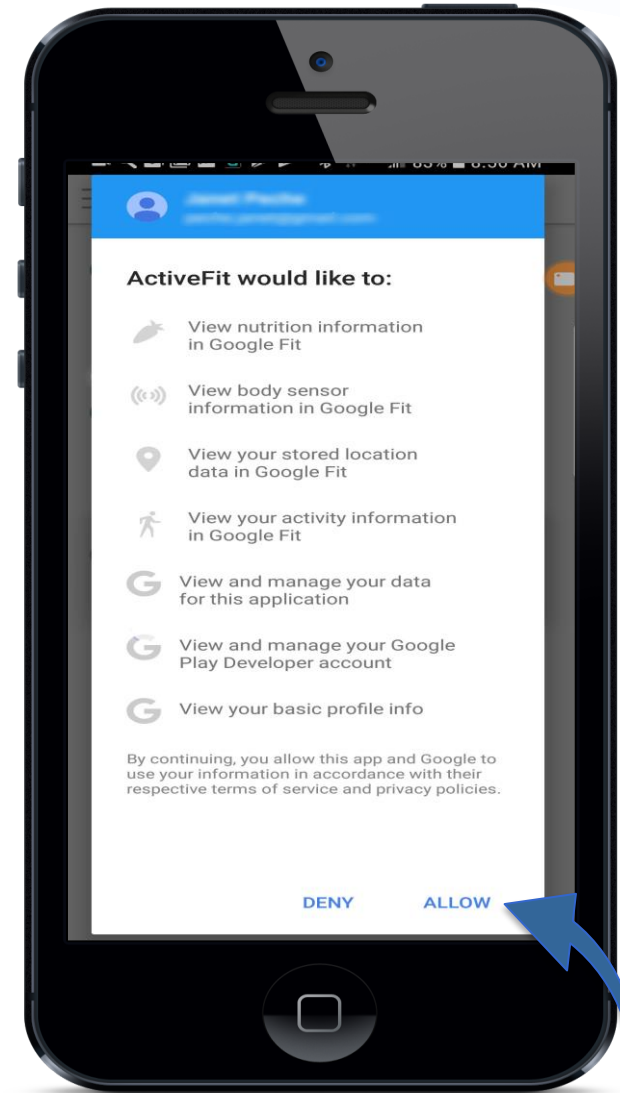 ActiveFit would like to:
View nutrition information
in Google Fit
View body sensor
information in Google Fit
View your stored location
data in Google Fit
View your activity information
in Google Fit
G View and manage your data
for this application
G View and manage your Google
Play Developer account
G View your basic profile info
By continuing, you allow this app and Google to
use your information in accordance with their
respective terms of service and privacy policies.
DENY ALLOW